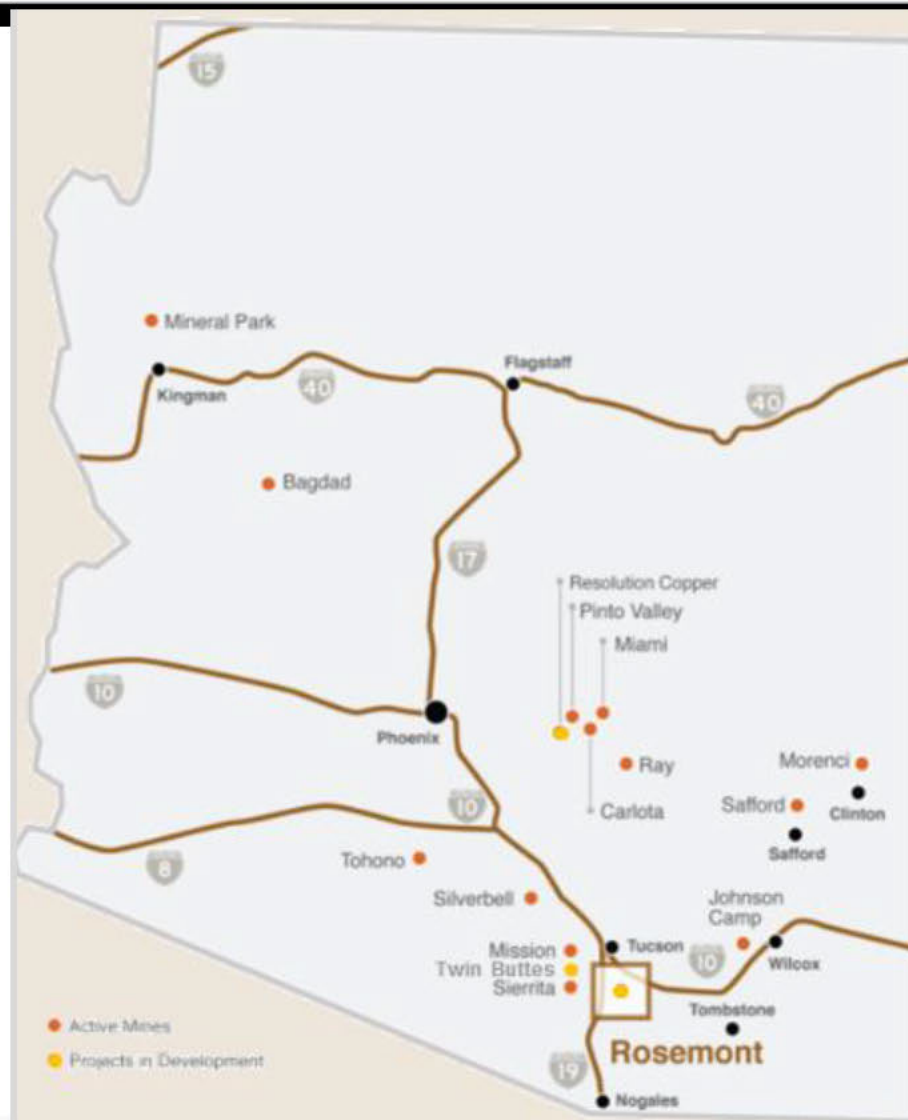 15
Mineral Park
Flagstaff
Kingman
40
40
Bagdad
17
Resolution Copper
Pinto Valley
Miami
10
Phoenix
Ray
Morenci
10
Carlota
Safford
Clinton
Safford
8
Tohono
Silverbell
Johnson
Camp
Mission
Tucson
10
Wilcox
Twin Buttes
Sierrita
Tombstone
Active Mines
Rosemont
Projects in Development
19
Nogales